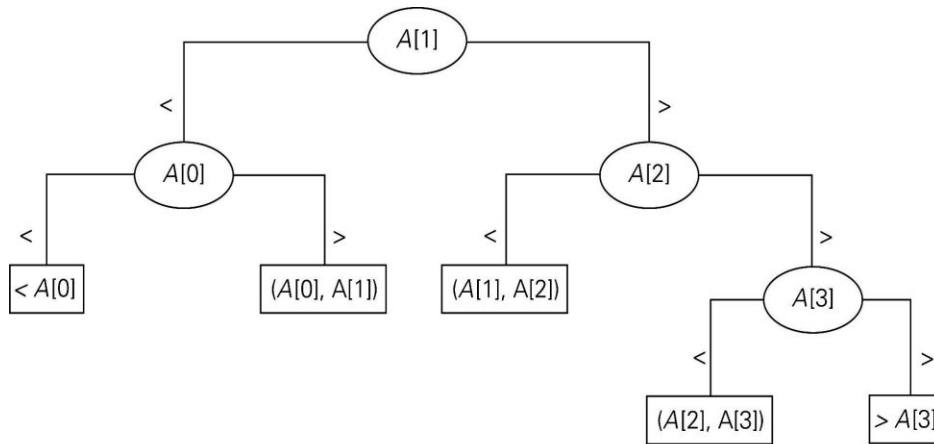 A[1]
< >
A[0] A[2]
< > < >
< A[0] (A[0], A[1]) (A[1], A[2]) A[3]
< >
(A[2], A[3]) > A[3]